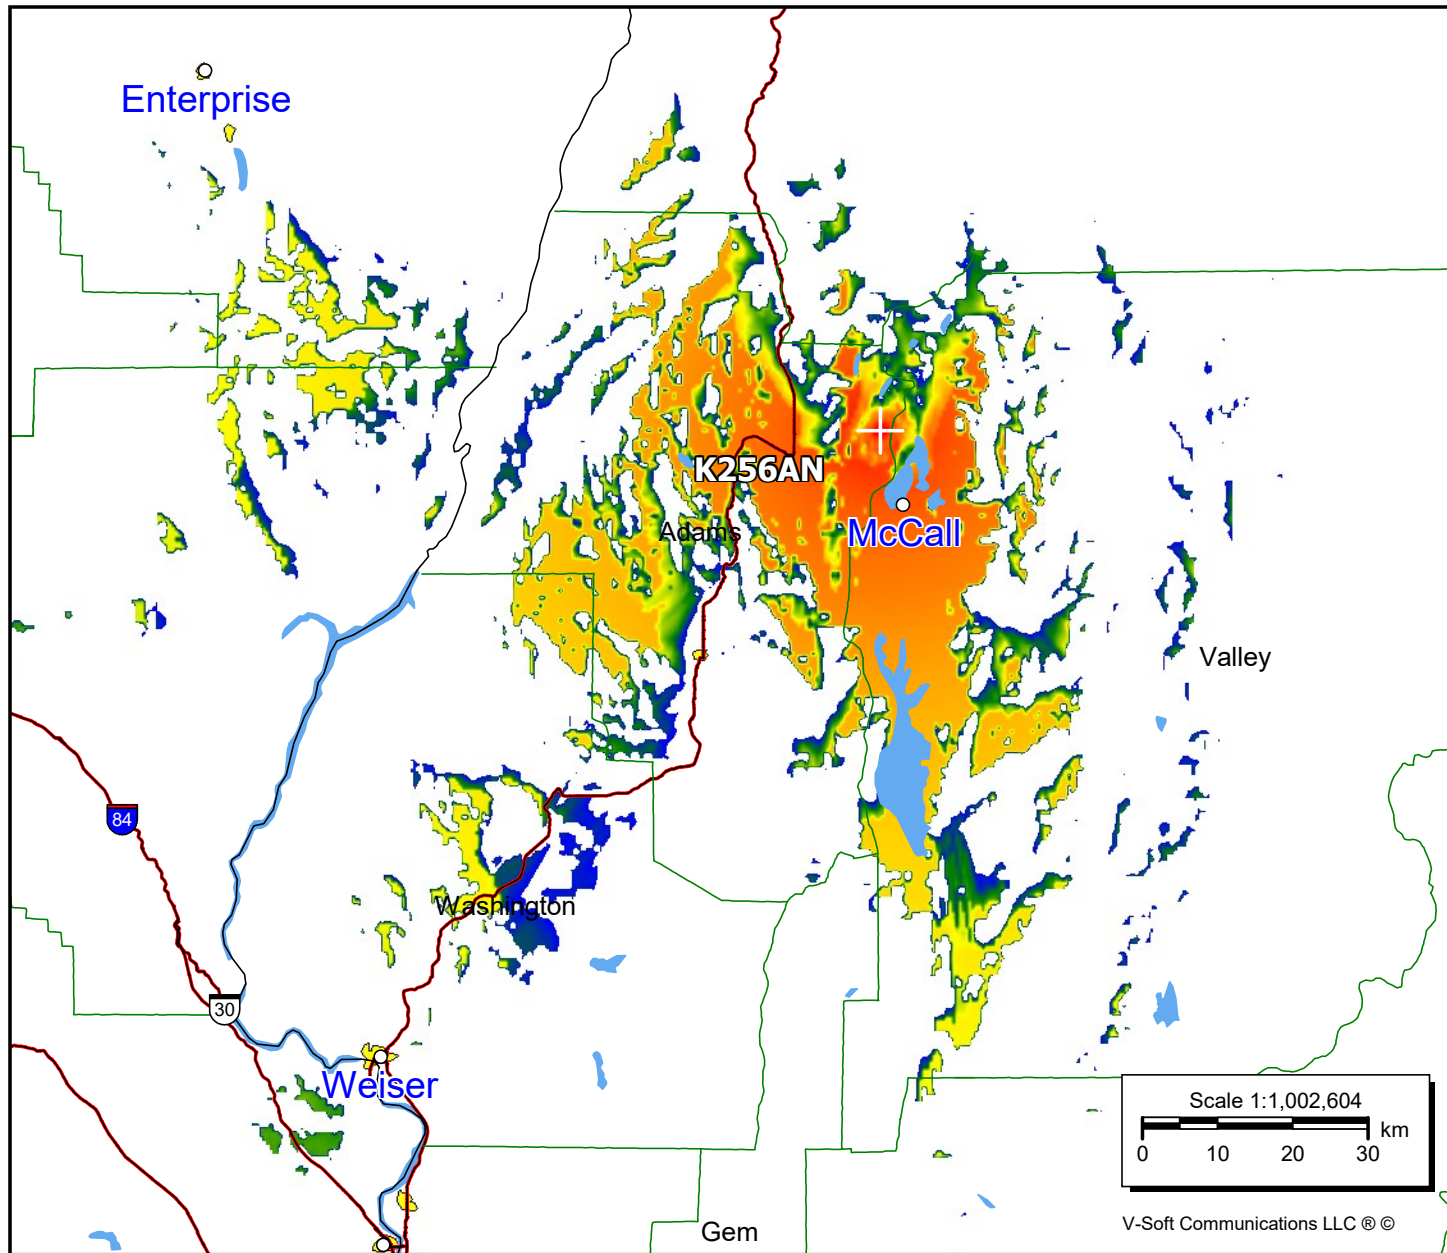 Enterprise
K256AN
Adams
McCall
Valley
84
Washington
30
Weiser
Scale 1:1,002,604
km
0 10 20 30
Gem
V-Soft Communications LLC ® ©